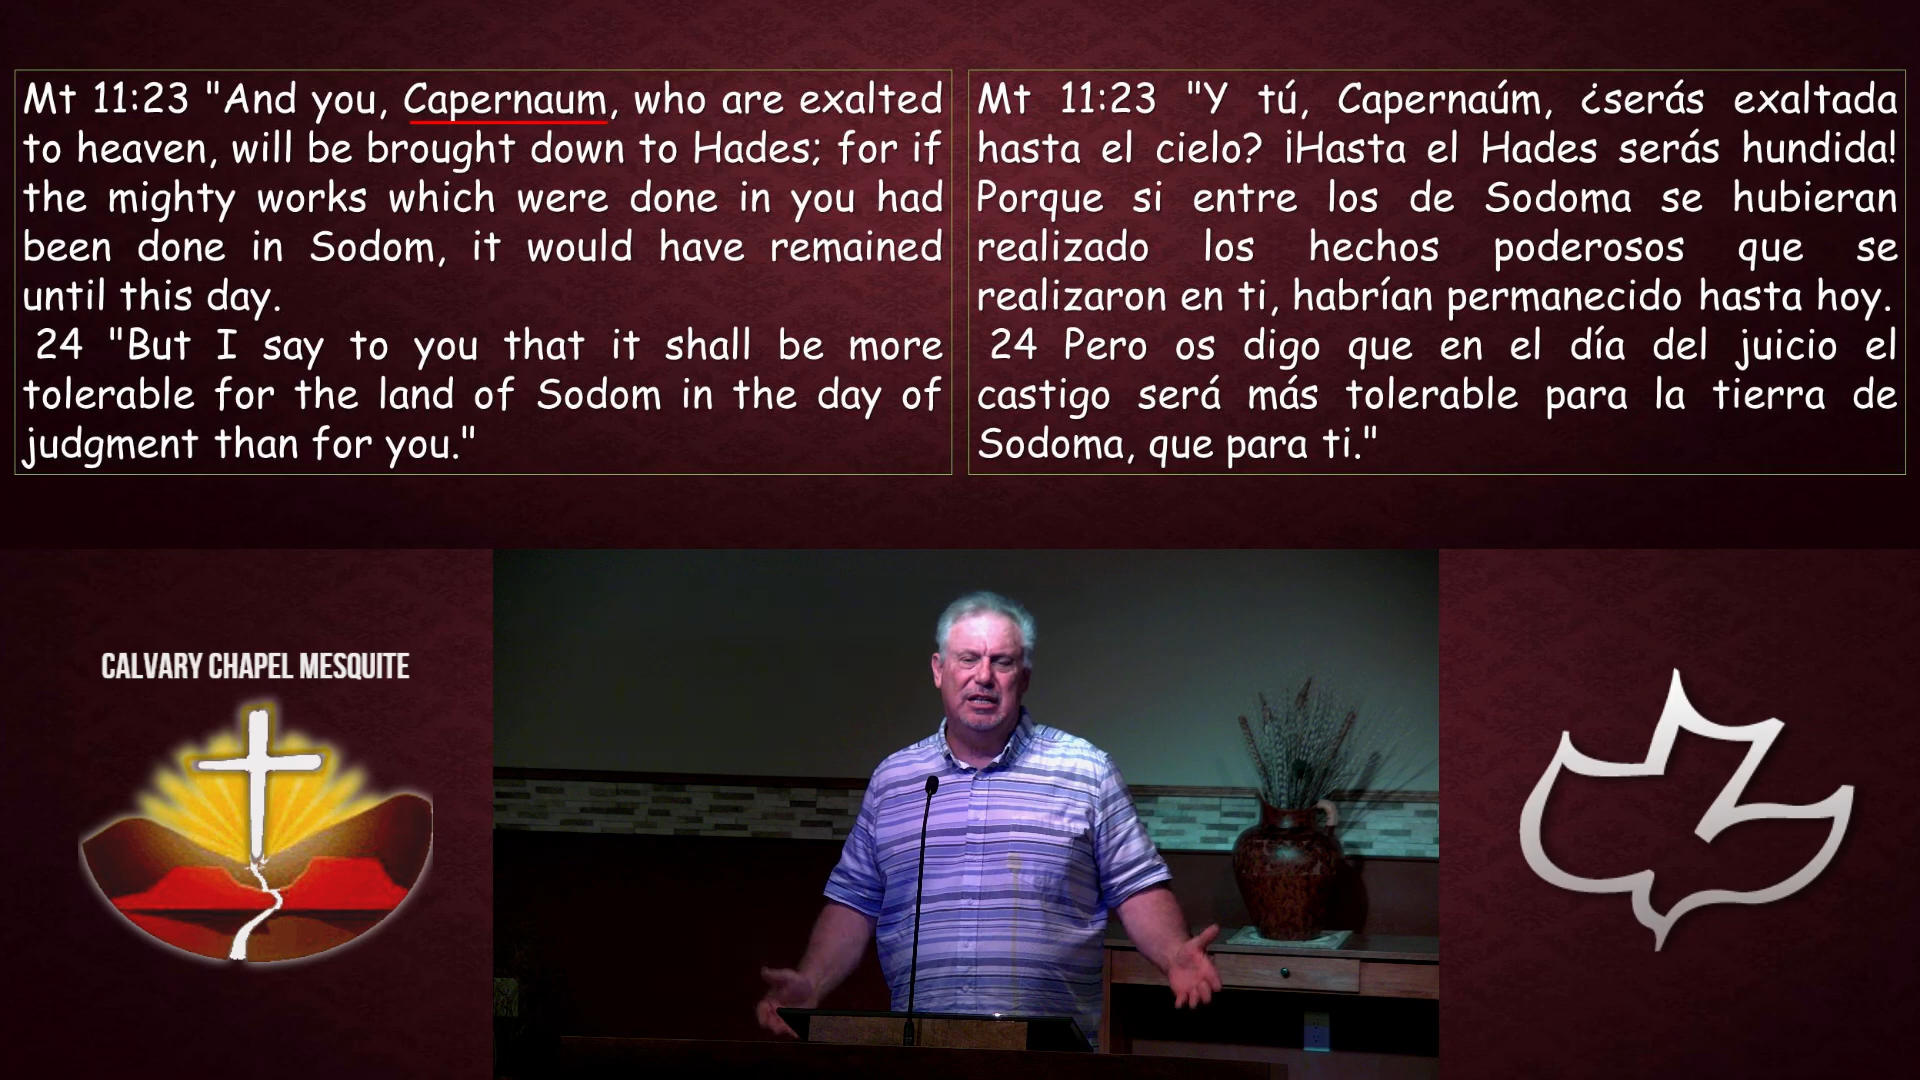 Mt 11:23 "And you, Capernaum, who are exalted
to heaven, will be brought down to Hades; for if
the mighty works which were done in you had
been done in Sodom, it would have remained
until this day.
24 "But I say to you that it shall be more
tolerable for the land of Sodom in the day of
judgment than for you."
Mt 11:23 "Y tú, Capernaúm, ¿serás exaltada
hasta el cielo? ¡Hasta el Hades serás hundida!
Porque si entre los de Sodoma se hubieran
realizado los hechos poderosos que se
realizaron en ti, habrían permanecido hasta hoy.
24 Pero os digo que en el día del juicio el
castigo será más tolerable para la tierra de
Sodoma, que para ti."
CALVARY CHAPEL MESQUITE